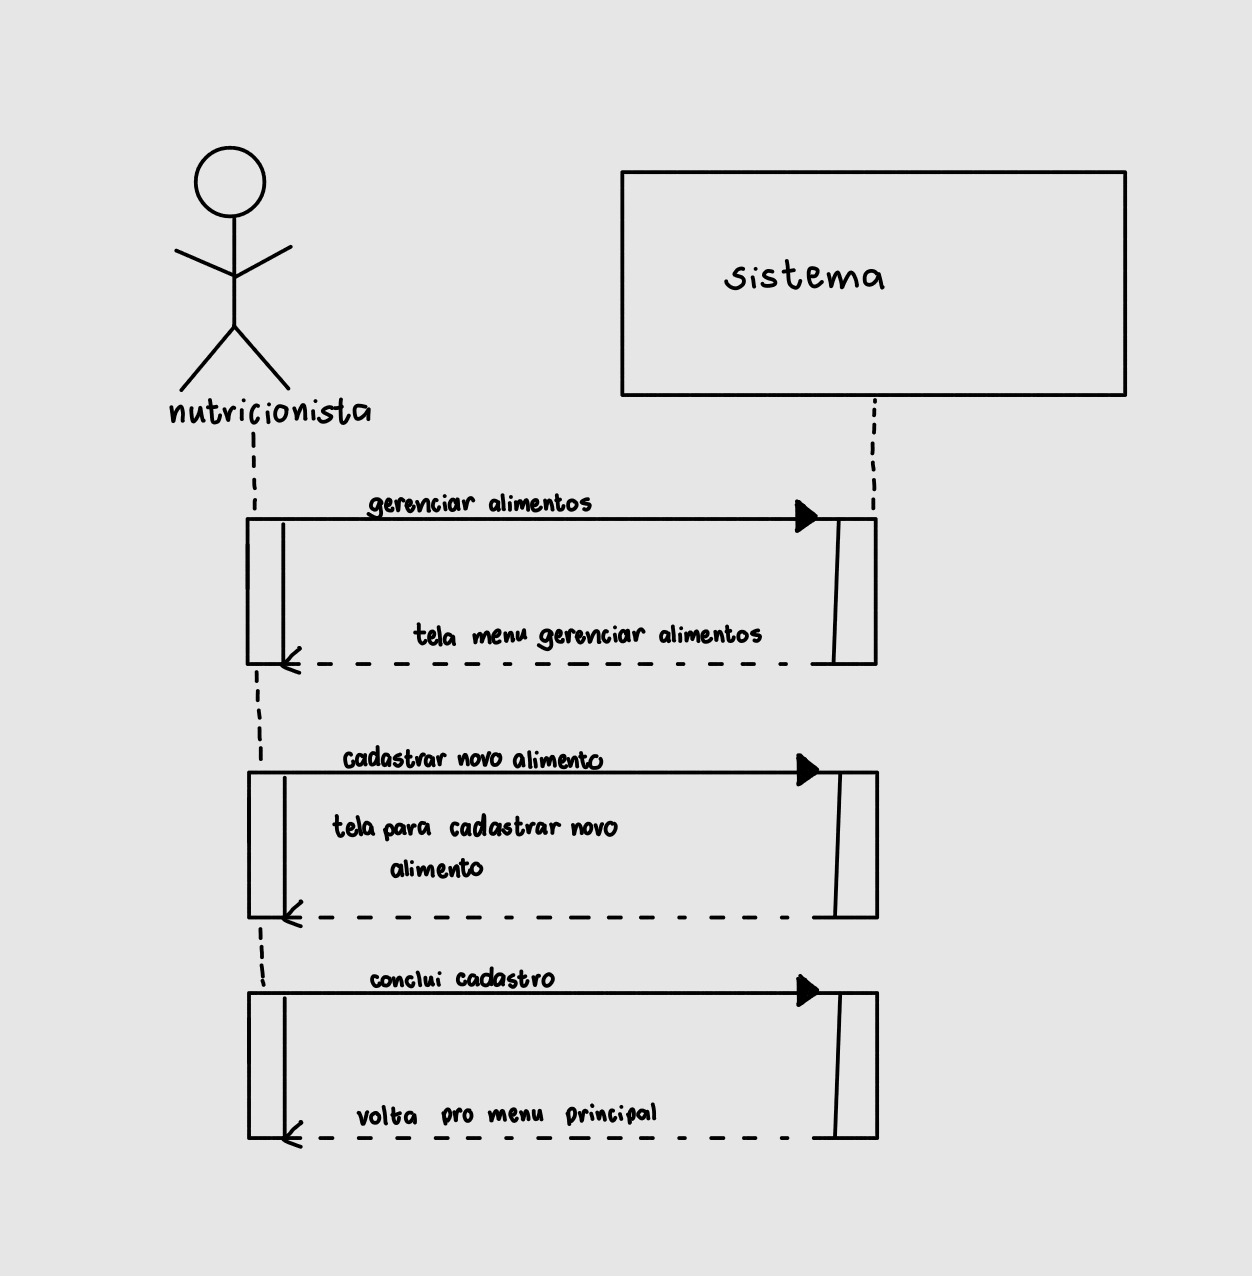 sistema
nutricionista
gerenciar alimentos
tela menu gerenciar alimentos
cadastrar novo alimento
tela para cadastrar novo
alimento
conclui cadastro
volta pro menu principal